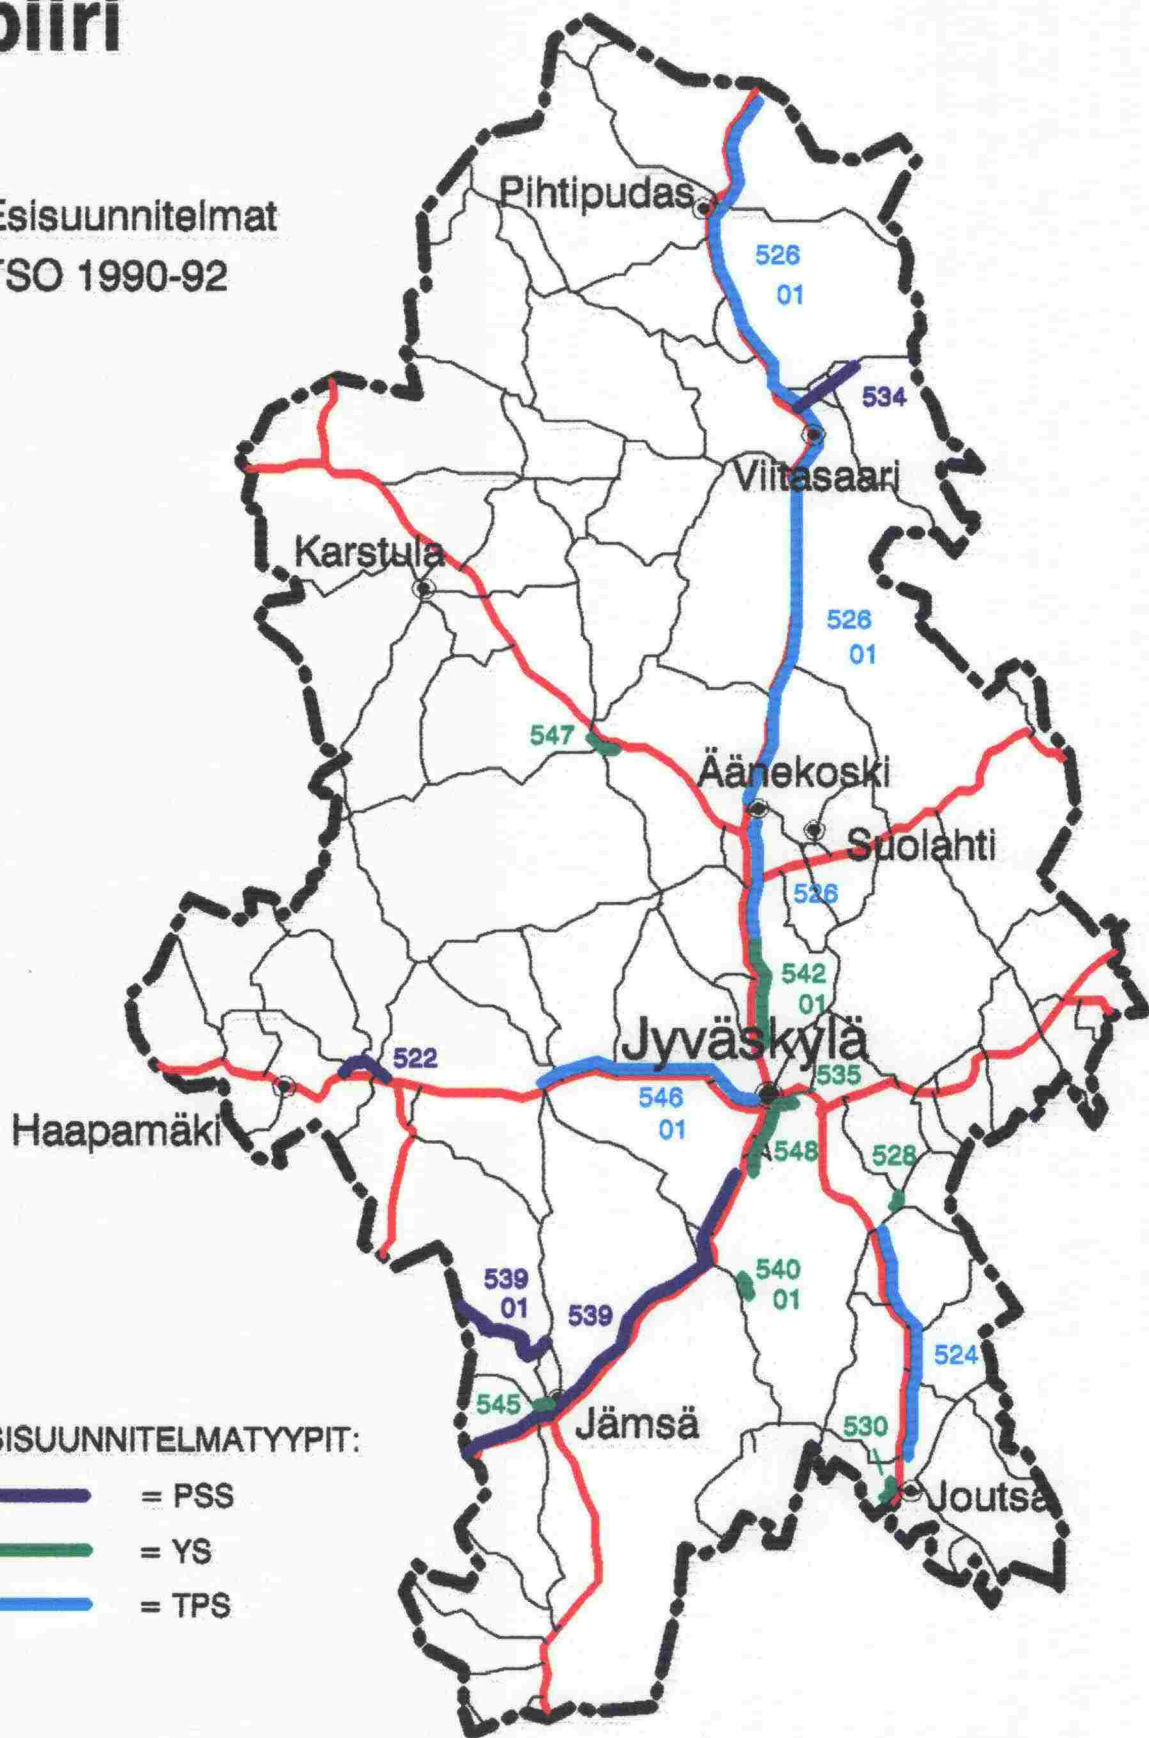 piiri
Esisuunnitelmat
TSO 1990-92
Pihtipudas
526
01
534
Viitasaari
Karstula
526
01
547
Äänekoski
Suolahti
526
542
01
Jyväskylä
522
535
546
01
Haapamäki
548
528
539
01
539
540
01
524
545
Jämsä
530
Joutsa
SISUUNNITELMATYYPIT:
= PSS
= YS
= TPS